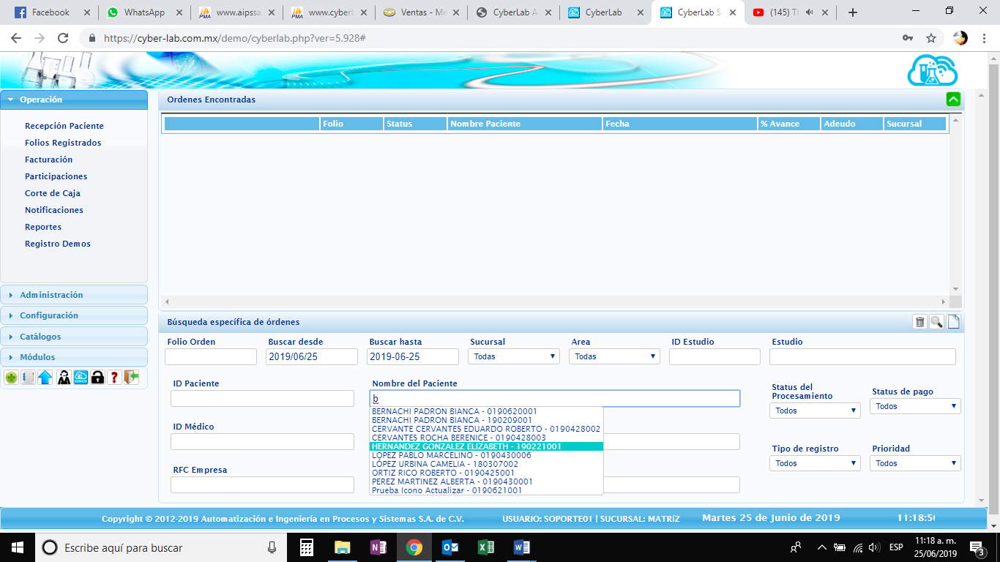 Facebook
WhatsApp
www.aipssa
www.cyberl
Ventas - Me
CyberLab A
CyberLab
CyberLab S
(145) Th
https://cyber-lab.com.mx/demo/cyberlab.php?ver=5.928#
Operación
Recepción Paciente
Folios Registrados
Facturación
Participaciones
Corte de Caja
Notificaciones
Reportes
Registro Demos
Administración
Configuración
Catálogos
Módulos
Ordenes Encontradas
Folio Status Nombre Paciente Fecha % Avance Adeudo Sucursal
Búsqueda específica de órdenes
Folio Orden Buscar desde Buscar hasta Sucursal Area ID Estudio Estudio
2019/06/25 2019-06-25 Todas Todas
ID Paciente Nombre del Paciente Status del Procesamiento Status de pago
b
Todos Todos
BERNACHI PADRON BIANCA - 0190620001
BERNACHI PADRON BIANCA - 190209001
CERVANTE CERVANTES EDUARDO ROBERTO - 0190428002
CERVANTES ROCHA BERENICE - 0190428003
HERNANDEZ GONZALEZ ELIZABETH - 190221001
LOPEZ PABLO MARCELINO - 0190430006
LÓPEZ URBINA CAMELIA - 180307002
ORTIZ RICO ROBERTO - 0190425001
PEREZ MARTINEZ ALBERTA - 0190430001
Prueba Icono Actualizar - 0190621001
ID Médico
RFC Empresa
Tipo de registro Prioridad
Todos Todos
Copyright © 2012-2019 Automatización e Ingeniería en Procesos y Sistemas S.A. de C.V. USUARIO: SOPORTE01 | SUCURSAL: MATRíZ Martes 25 de Junio de 2019 11:18:50
Escribe aquí para buscar
ESP
11:18 a. m.
25/06/2019
3